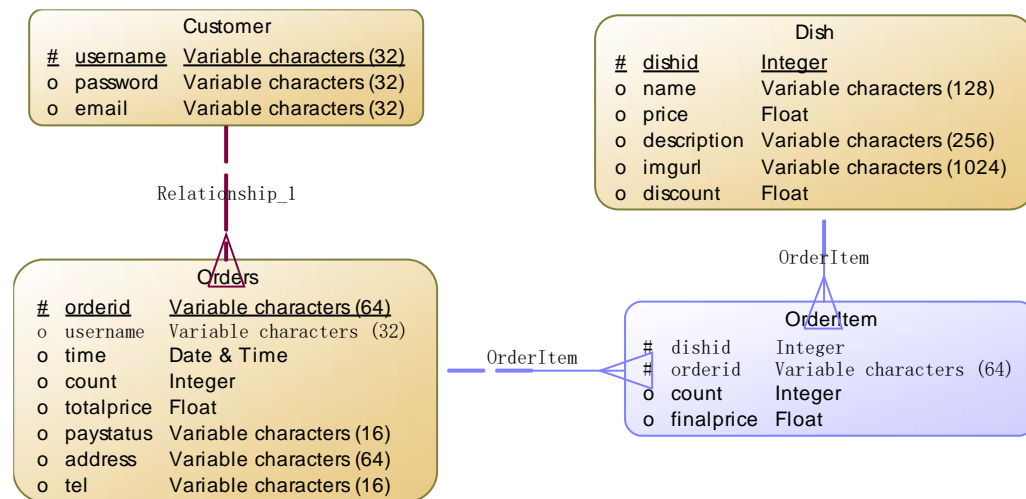 Customer
# username Variable characters (32)
o password Variable characters (32)
o email Variable characters (32)
Relationship_1
Orders
# orderid Variable characters (64)
o username Variable characters (32)
o time Date & Time
o count Integer
o totalprice Float
o paystatus Variable characters (16)
o address Variable characters (64)
o tel Variable characters (16)
Dish
# dishid Integer
o name Variable characters (128)
o price Float
o description Variable characters (256)
o imgurl Variable characters (1024)
o discount Float
OrderItem
OrderItem
OrderItem
# dishid Integer
# orderid Variable characters (64)
o count Integer
o finalprice Float